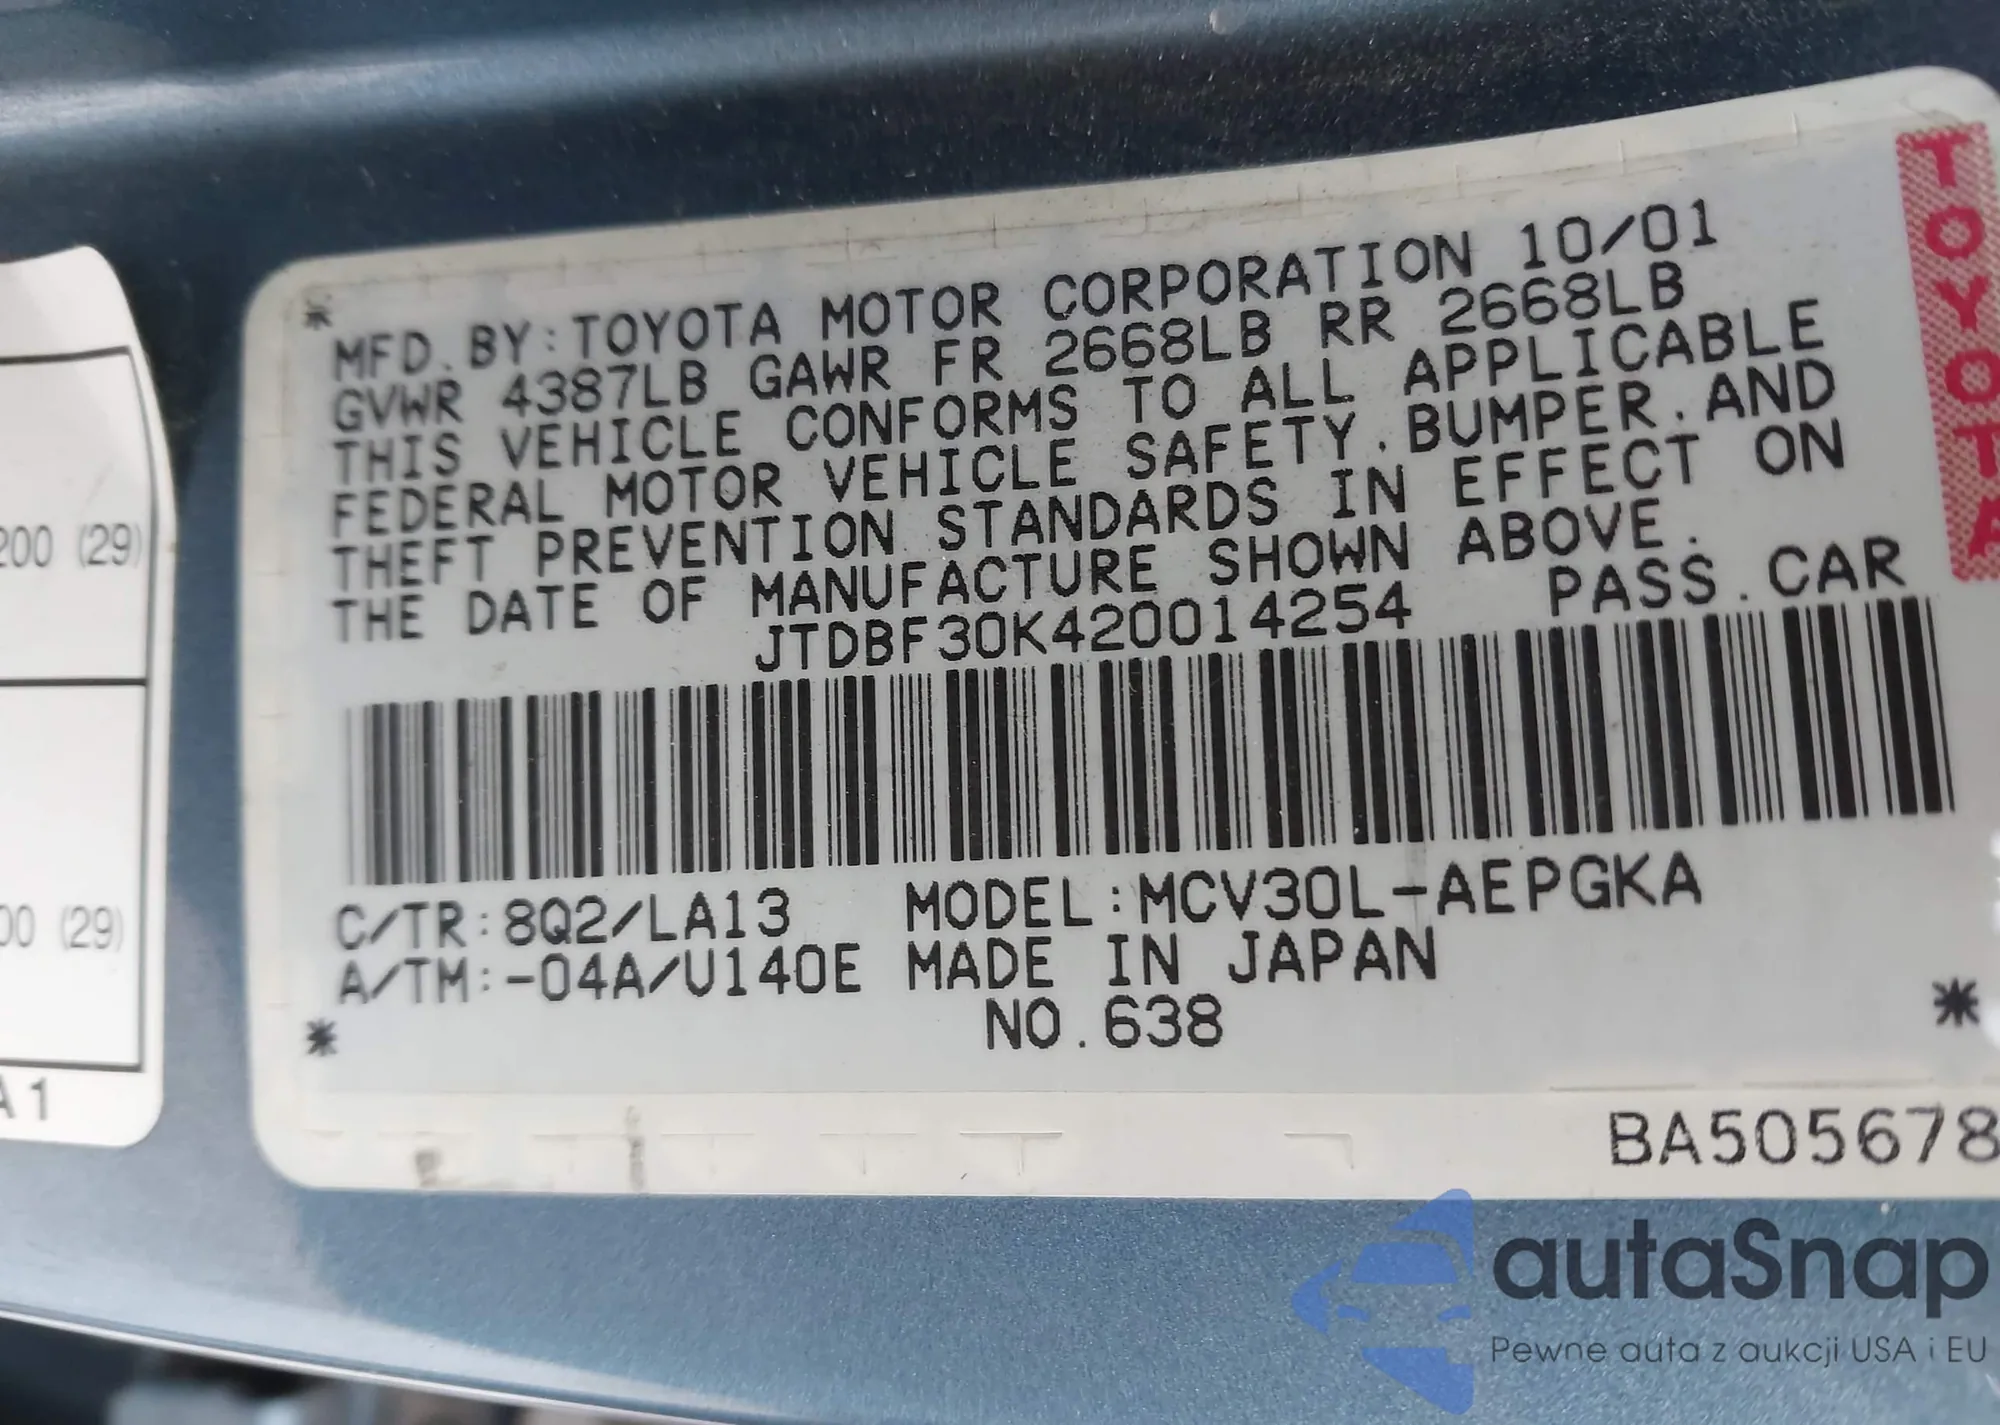 MFD.BY:TOYOTA MOTOR CORPORATION 10/01
GVWR 4387LB GAWR FR 2668LB RR 2668LB
THIS VEHICLE CONFORMS TO ALL APPLICABLE
FEDERAL MOTOR VEHICLE SAFETY.BUMPER.AND
THEFT PREVENTION STANDARDS IN EFFECT ON
THE DATE OF MANUFACTURE SHOWN ABOVE.
JTDBF30K420014254 PASS.CAR
C/TR:8Q2/LA13 MODEL:MCV30L-AEPGKA
A/TM:-04A/U140E MADE IN JAPAN
NO.638
BA505678
TOYOTA
200 (29)
00 (29)
A1
autaSnap
Pewne auta z aukcji USA i EU